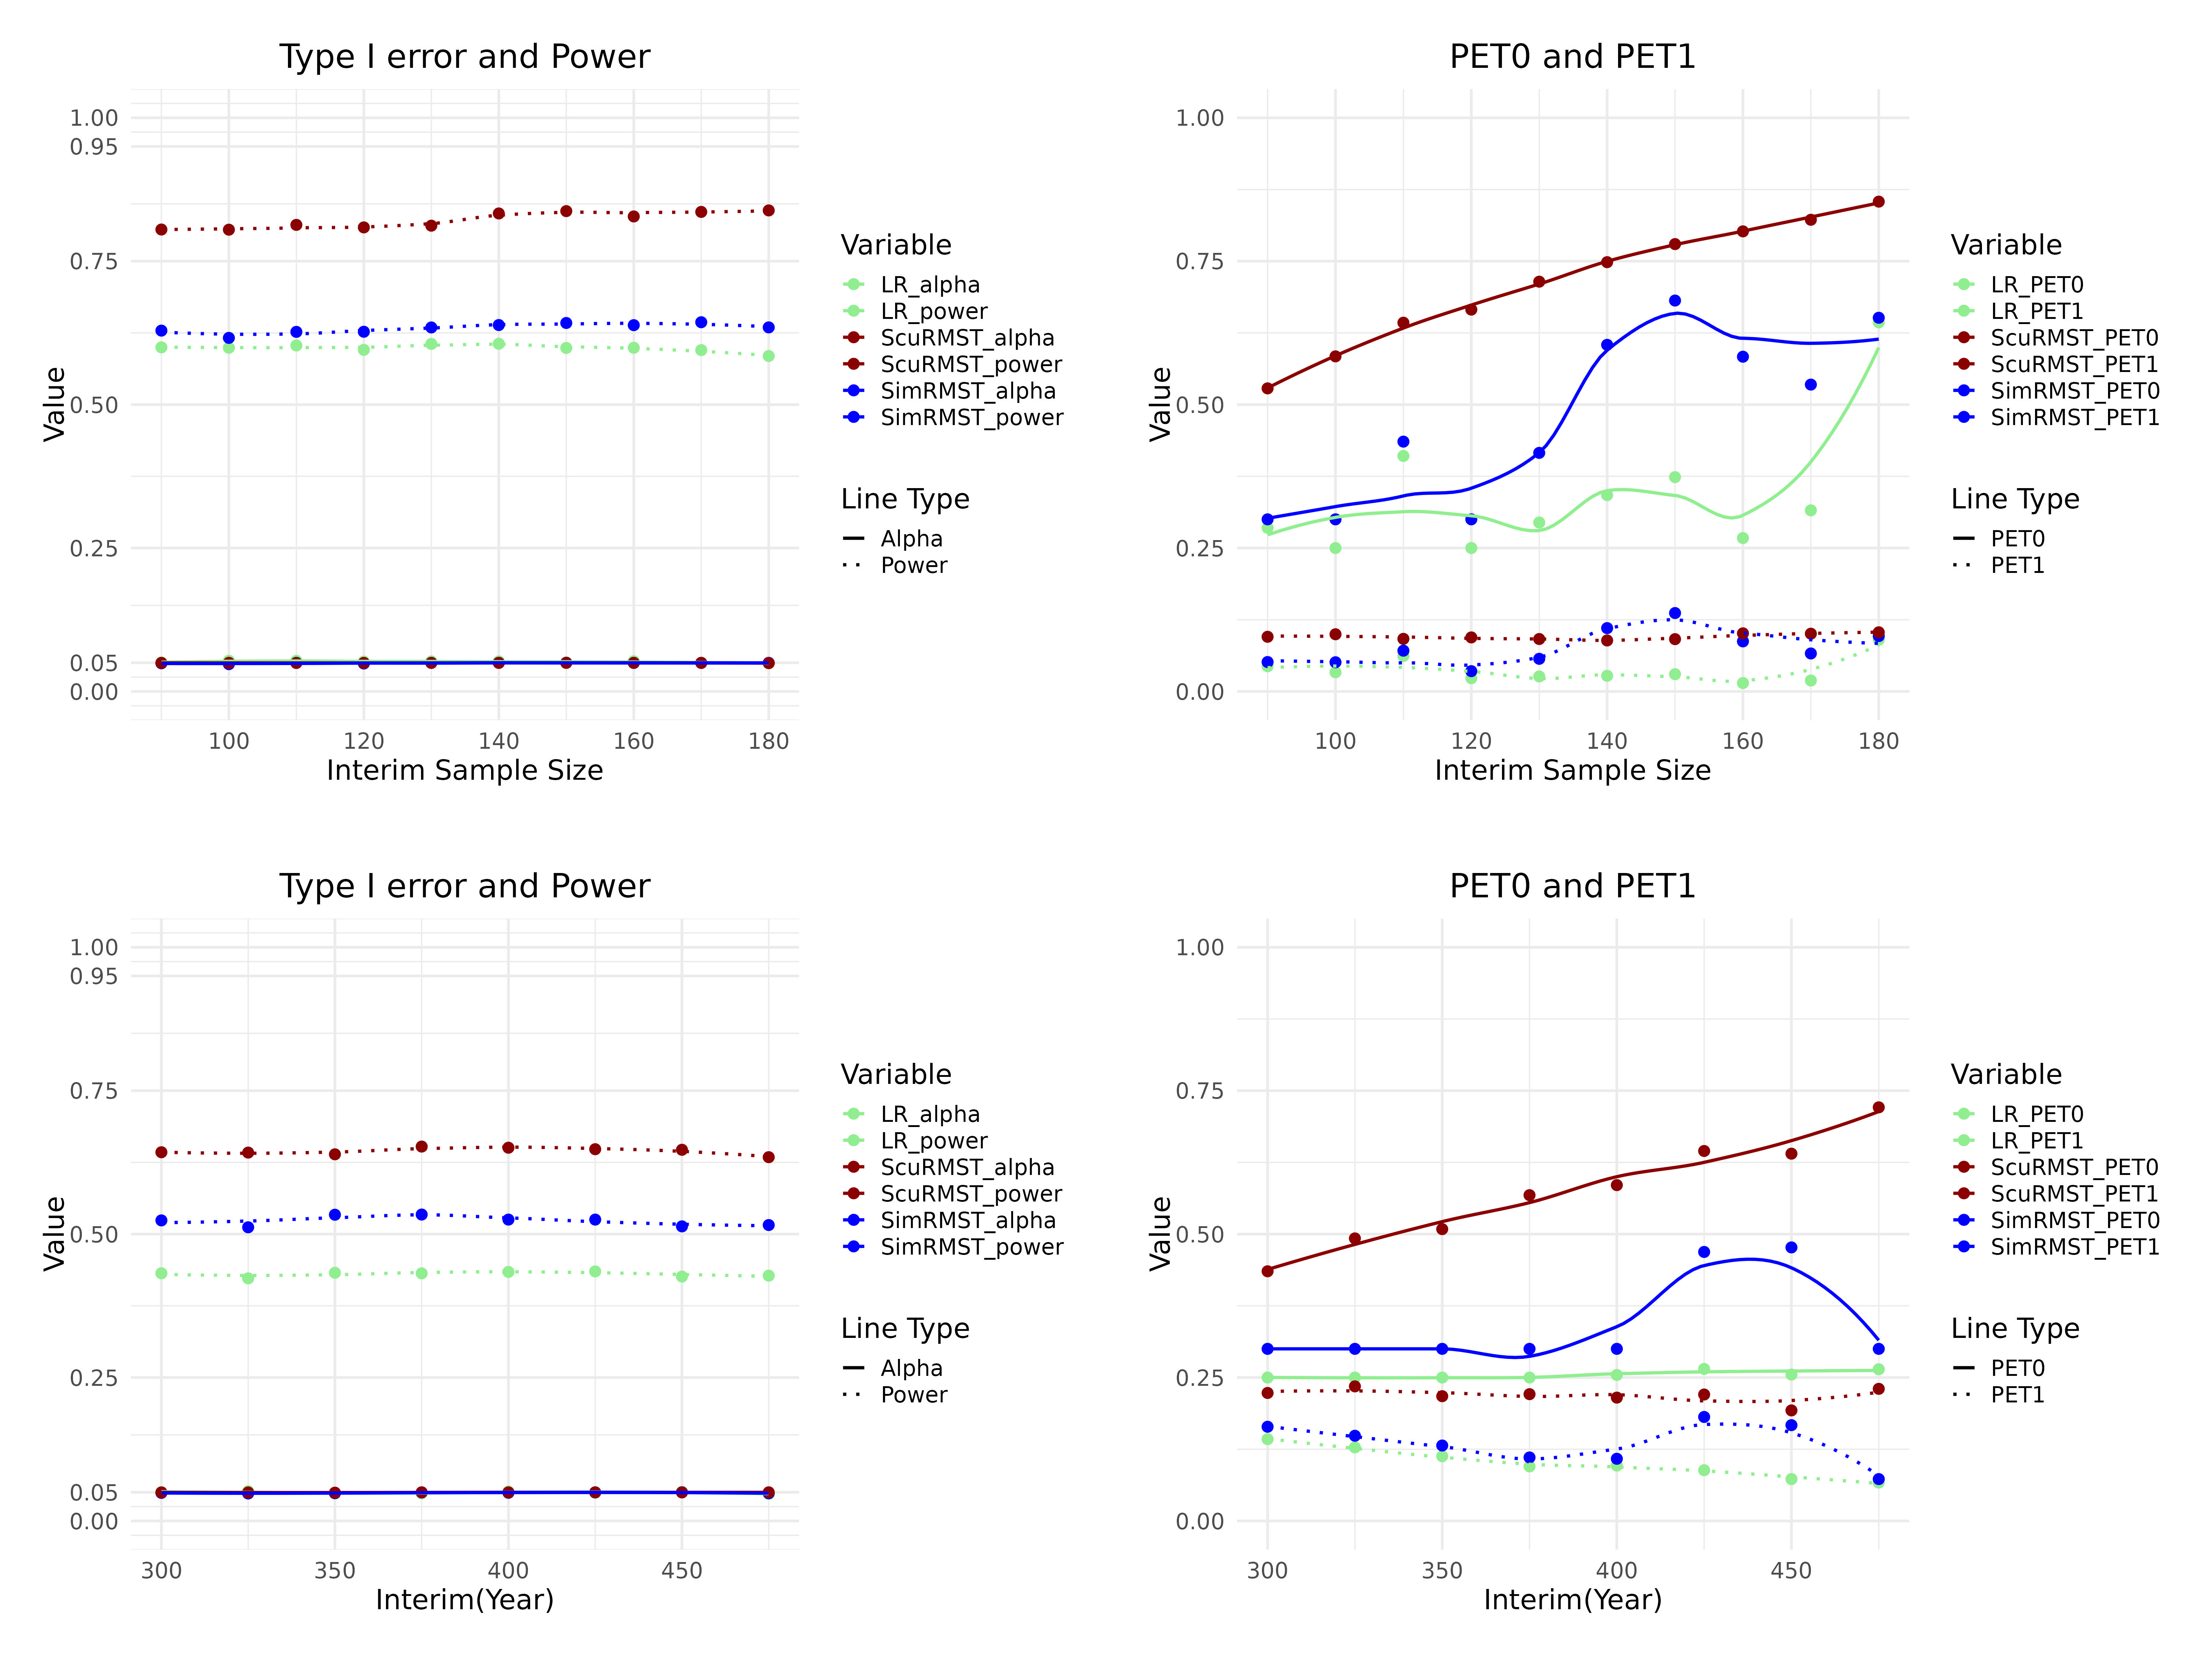 Type I error and Power
1.00
0.95
0.75
0.50
0.25
0.05
0.00
Value
100 120 140 160 180
Interim Sample Size
Variable
LR_alpha
LR_power
ScuRMST_alpha
ScuRMST_power
SimRMST_alpha
SimRMST_power
Line Type
Alpha
Power
PET0 and PET1
1.00
0.75
0.50
0.25
0.00
Value
100 120 140 160 180
Interim Sample Size
Variable
LR_PET0
LR_PET1
ScuRMST_PET0
ScuRMST_PET1
SimRMST_PET0
SimRMST_PET1
Line Type
PET0
PET1
Type I error and Power
1.00
0.95
0.75
0.50
0.25
0.05
0.00
Value
300 350 400 450
Interim(Year)
Variable
LR_alpha
LR_power
ScuRMST_alpha
ScuRMST_power
SimRMST_alpha
SimRMST_power
Line Type
Alpha
Power
PET0 and PET1
1.00
0.75
0.50
0.25
0.00
Value
300 350 400 450
Interim(Year)
Variable
LR_PET0
LR_PET1
ScuRMST_PET0
ScuRMST_PET1
SimRMST_PET0
SimRMST_PET1
Line Type
PET0
PET1